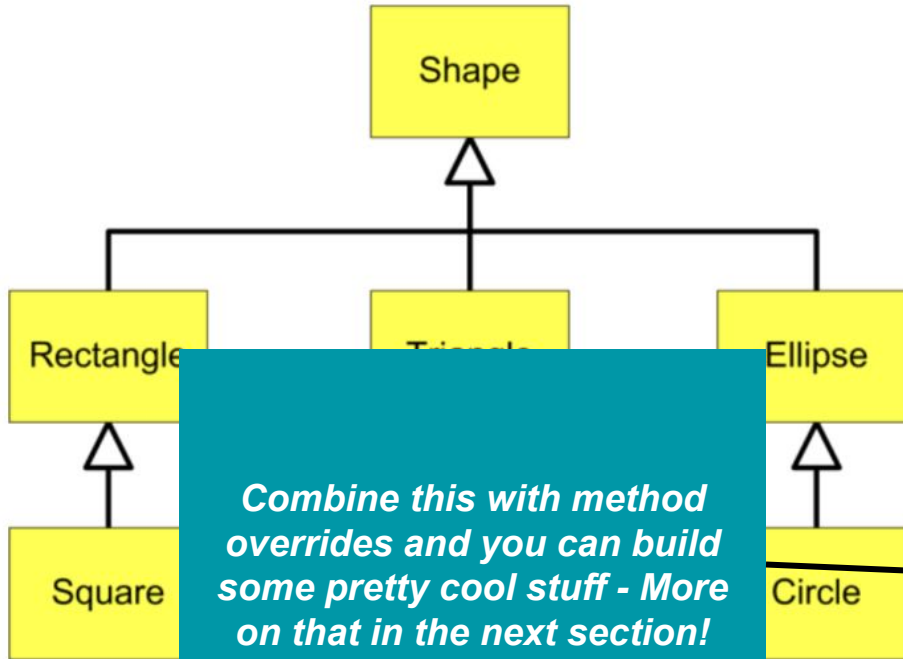 Shape
Rectangle
Triangle
Ellipse
Combine this with method
overrides and you can build
some pretty cool stuff - More
on that in the next section!
Square
Circle